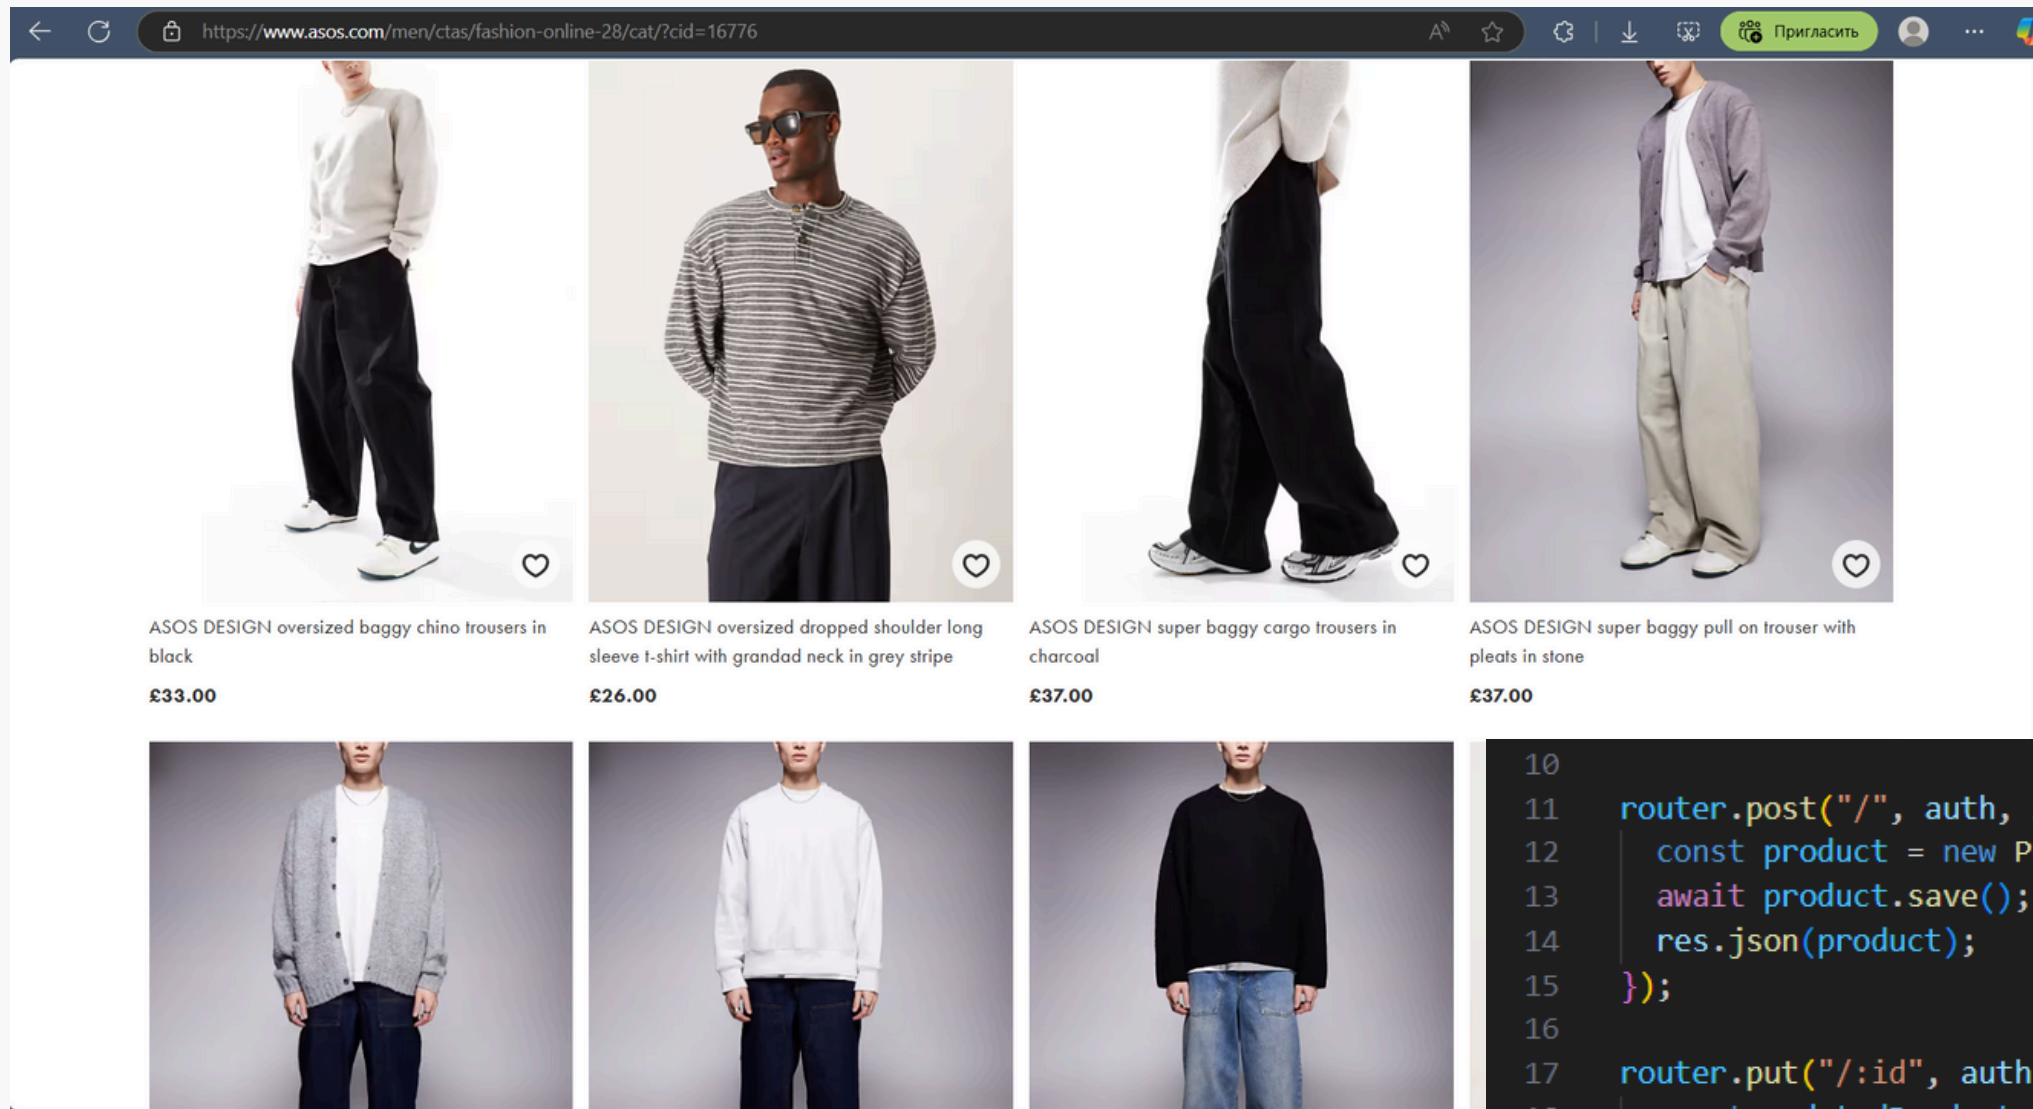 https://www.asos.com/men/ctas/fashion-online-28/cat/?cid=16776
Пригласить
ASOS DESIGN oversized baggy chino trousers in
black
£33.00
ASOS DESIGN oversized dropped shoulder long
sleeve t-shirt with grandad neck in grey stripe
£26.00
ASOS DESIGN super baggy cargo trousers in
charcoal
£37.00
ASOS DESIGN super baggy pull on trouser with
pleats in stone
£37.00
10
11 router.post("/", auth,
12 const product = new P
13 await product.save();
14 res.json(product);
15 });
16
17 router.put("/:id", auth